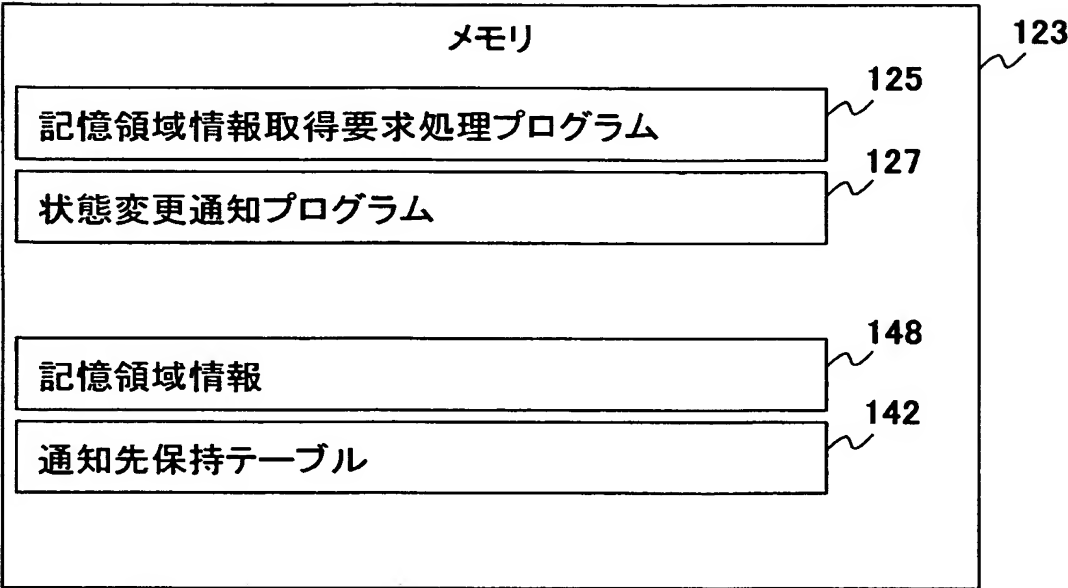 メモリ
123
125
記憶領域情報取得要求処理プログラム
127
状態変更通知プログラム
148
記憶領域情報
142
通知先保持テーブル